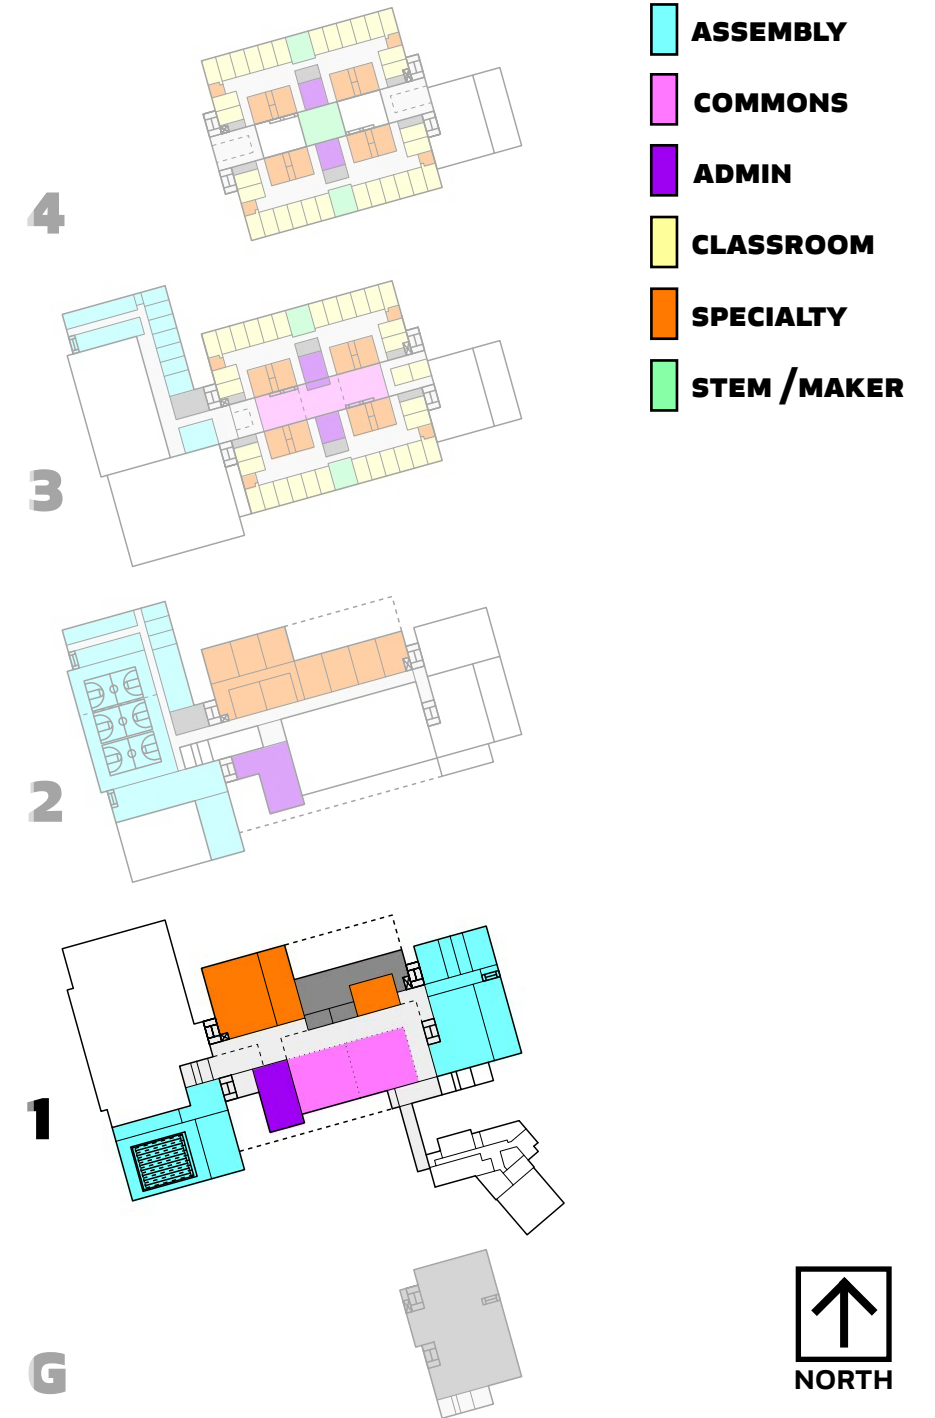 ASSEMBLY
COMMONS
ADMIN
CLASSROOM
SPECIALTY
STEM /MAKER
4
3
2
1
G
NORTH